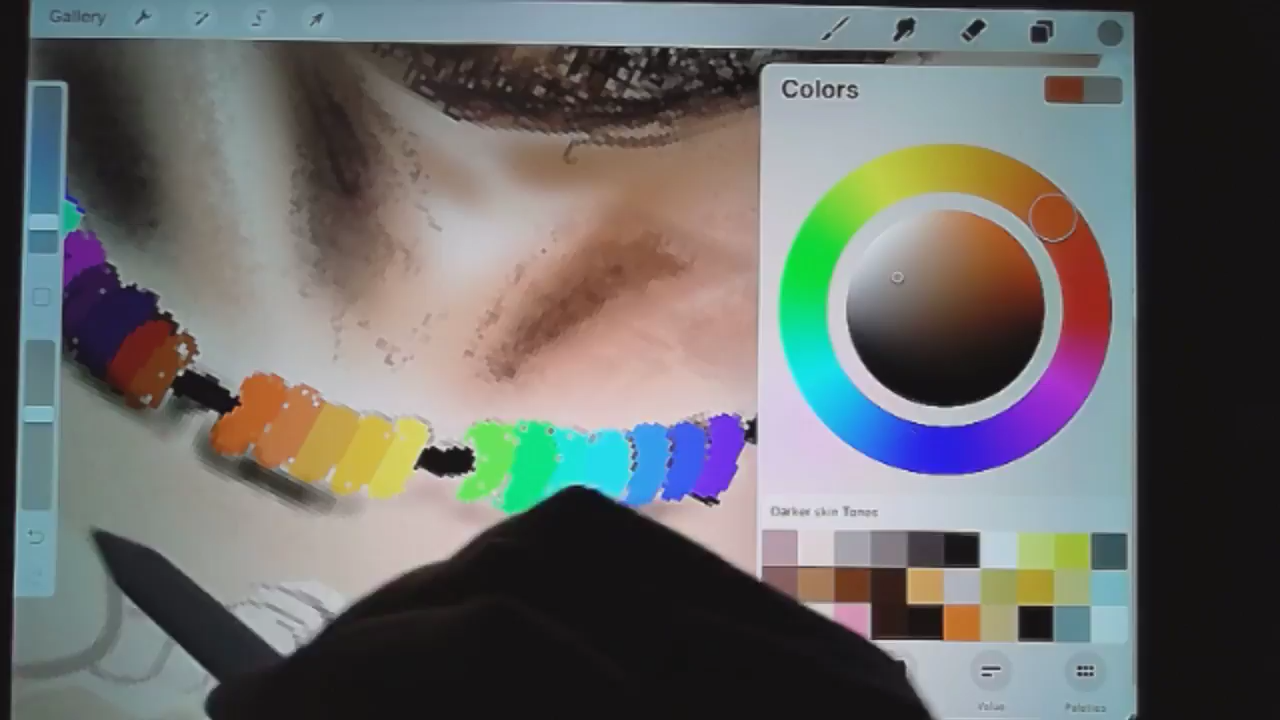 Gallery
Colors
Darker skin Tones
Value
Palettes